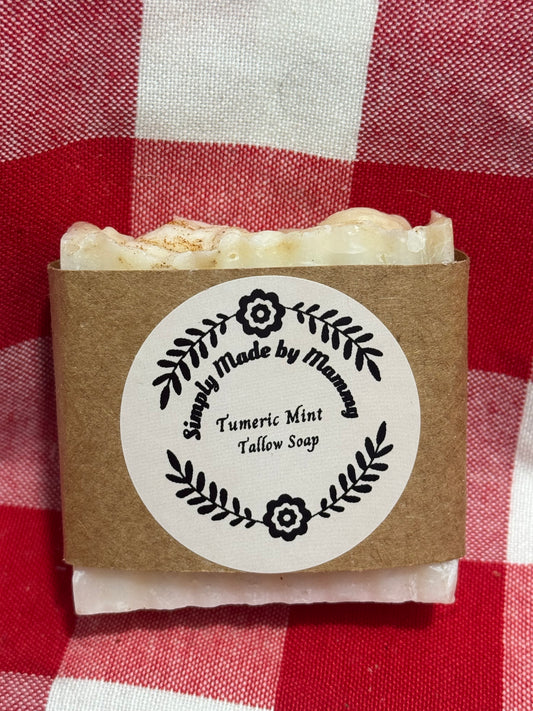 Simply Made by Mammy
Tumeric Mint
Tallow Soap